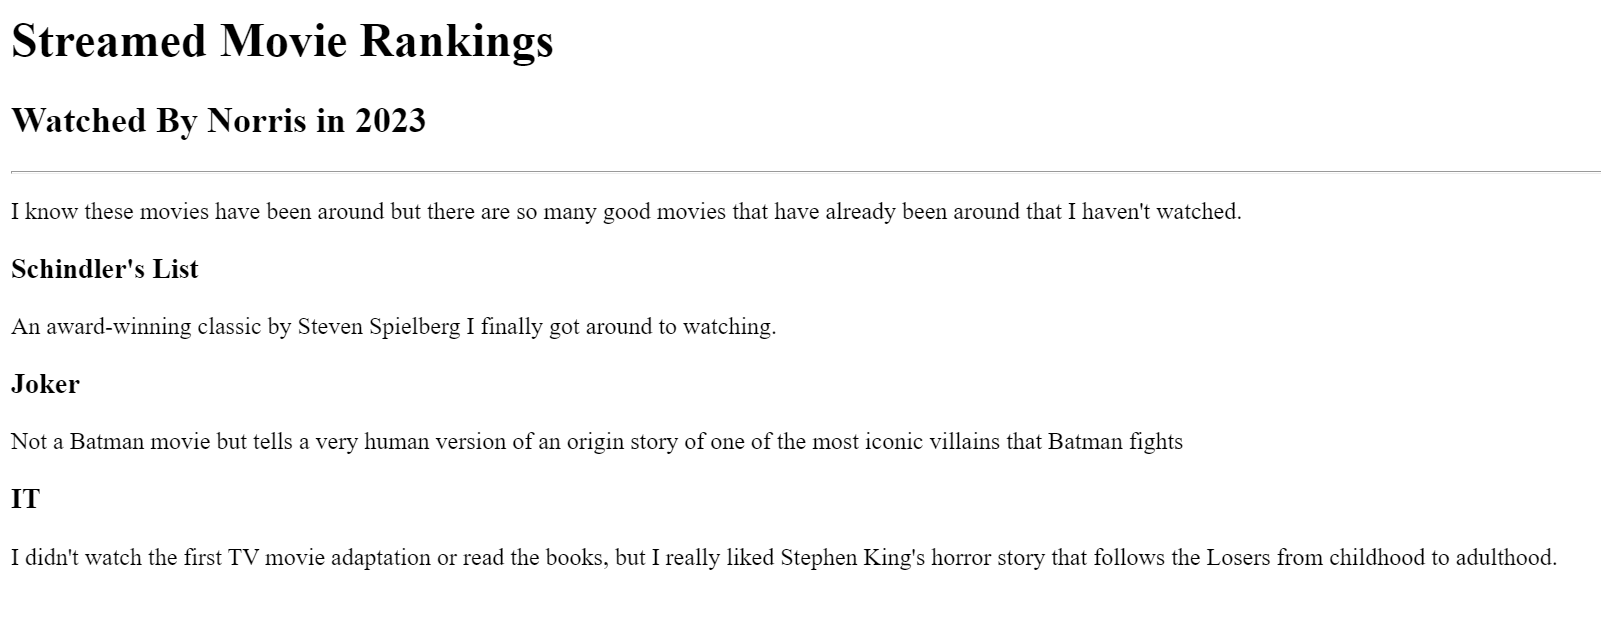 Streamed Movie Rankings
Watched By Norris in 2023
I know these movies have been around but there are so many good movies that have already been around that I haven't watched.
Schindler's List
An award-winning classic by Steven Spielberg I finally got around to watching.
Joker
Not a Batman movie but tells a very human version of an origin story of one of the most iconic villains that Batman fights
IT
I didn't watch the first TV movie adaptation or read the books, but I really liked Stephen King's horror story that follows the Losers from childhood to adulthood.